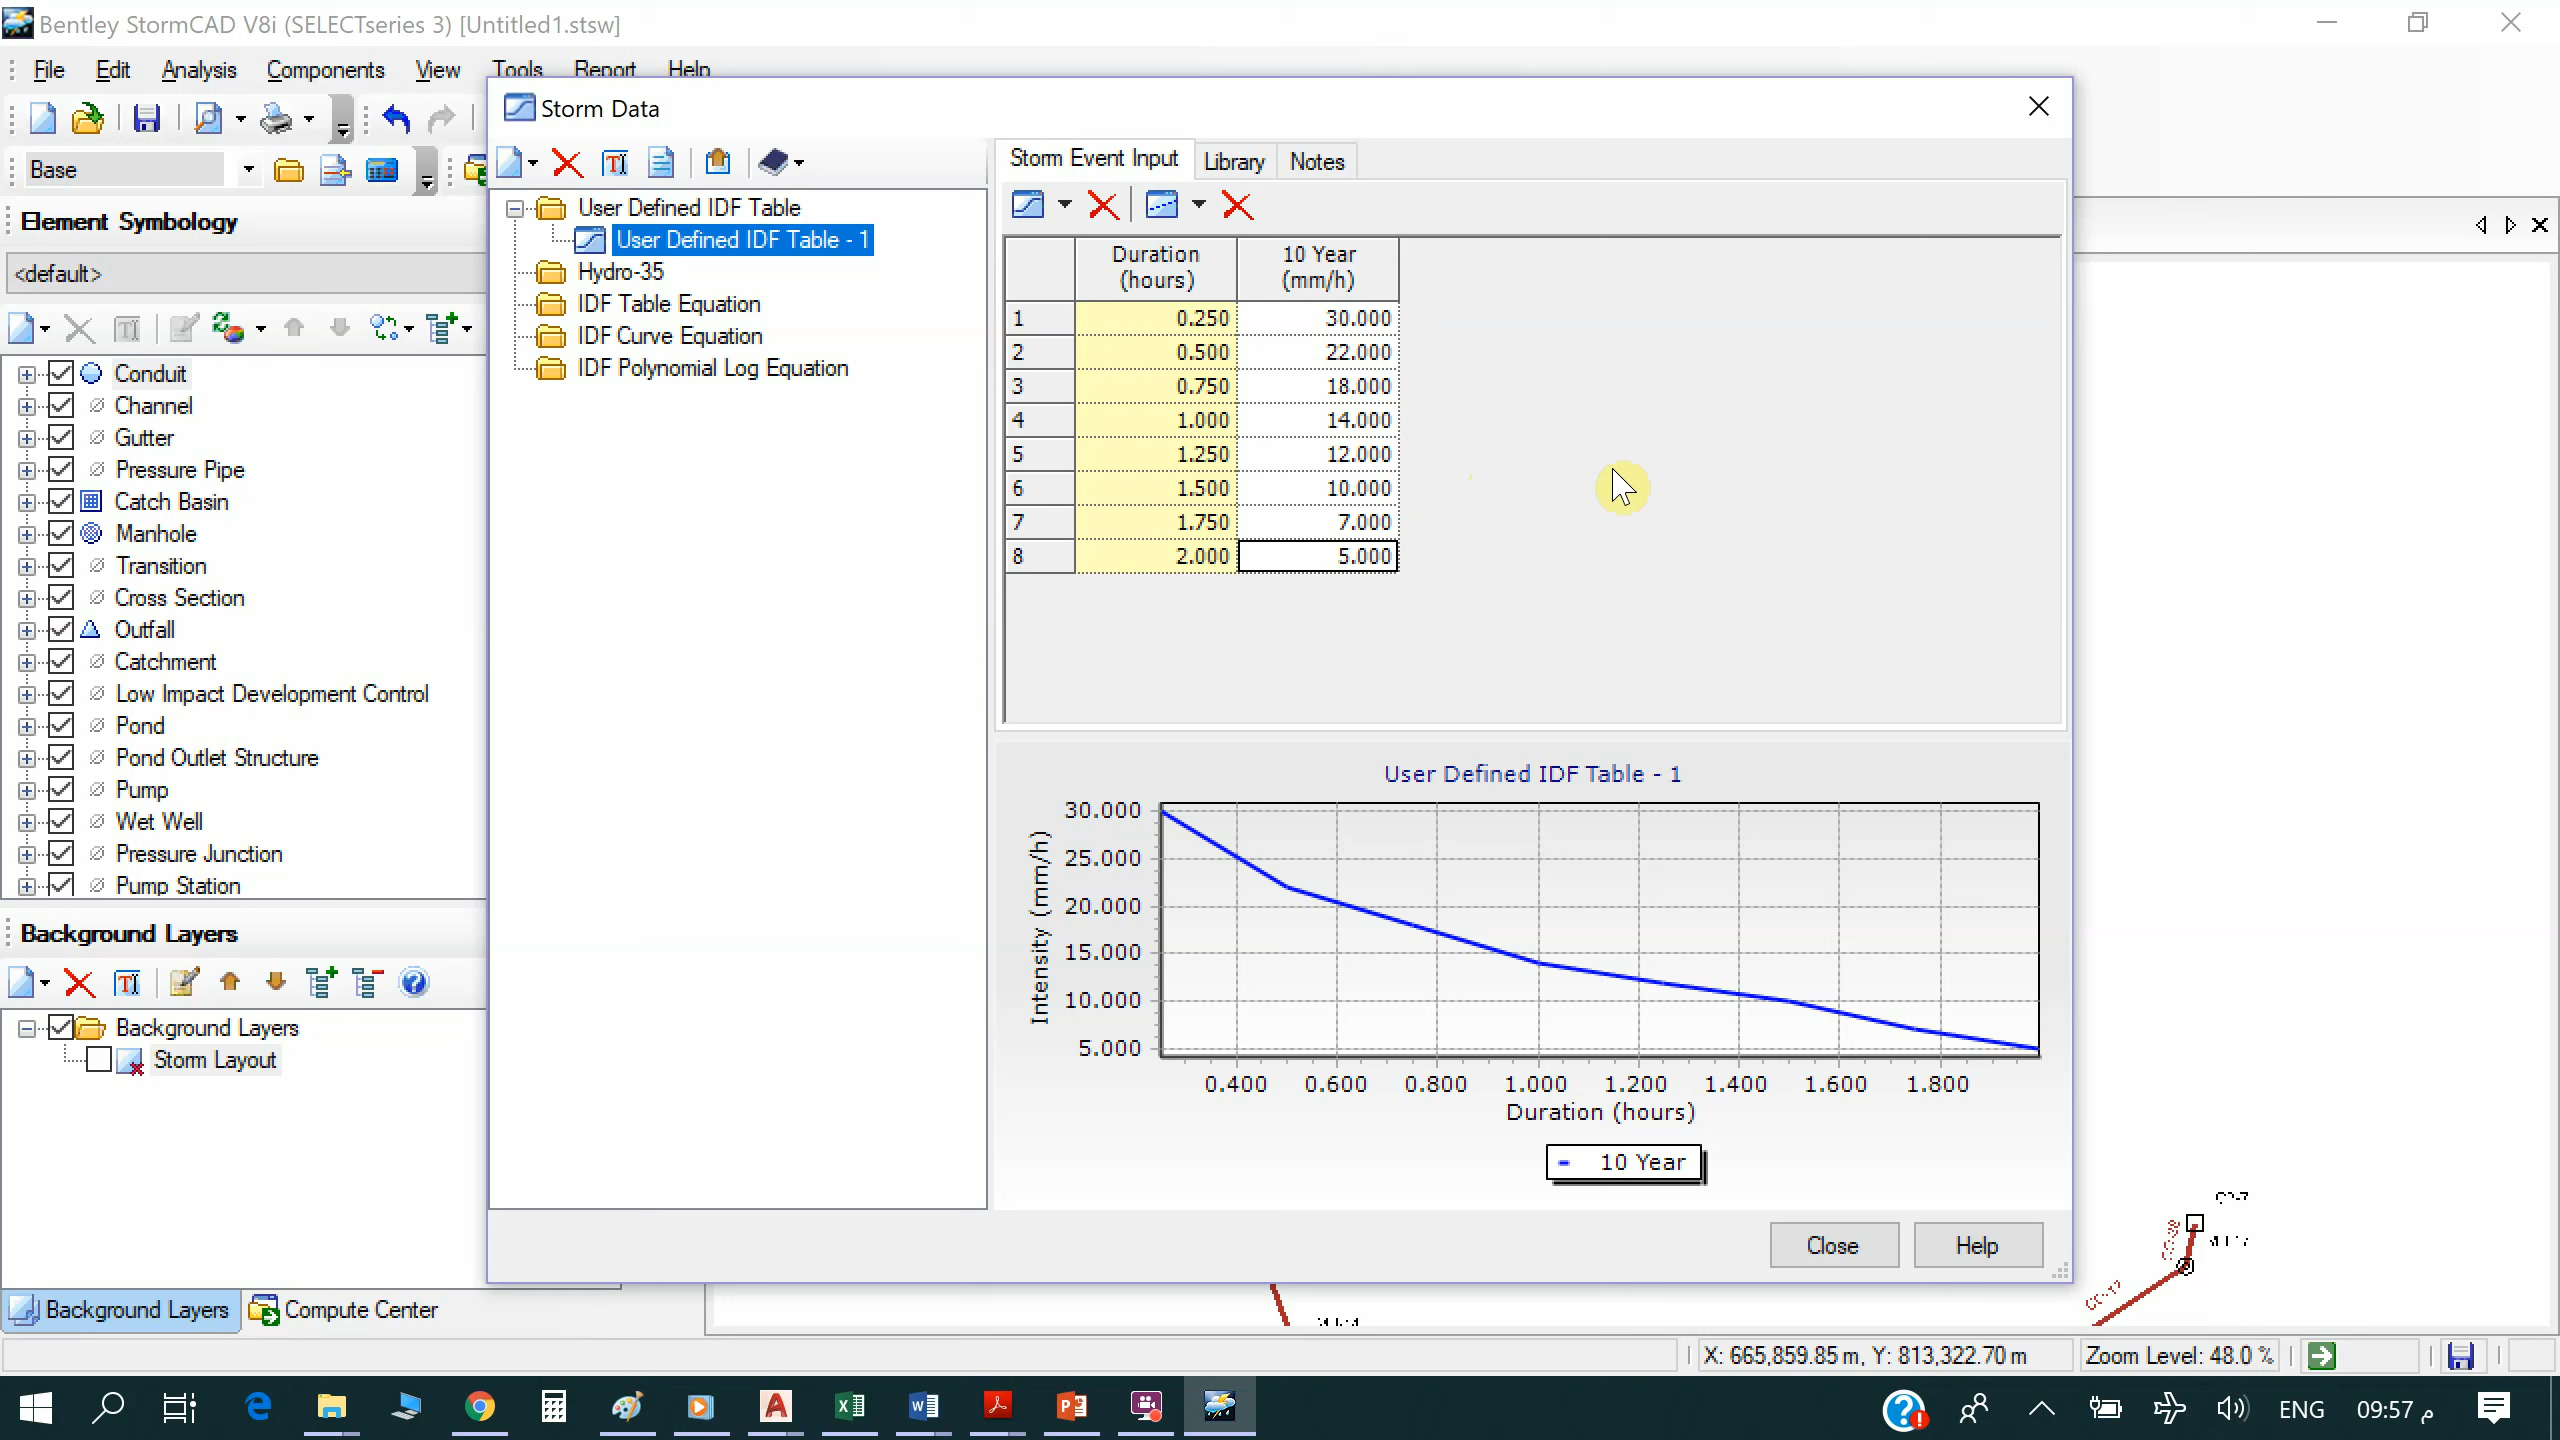 Bentley StormCAD V8i (SELECTseries 3) [Untitled1.stsw]
File Edit Analysis Components View Tools Report Help
Base
Element Symbology
<default>
Conduit
Channel
Gutter
Pressure Pipe
Catch Basin
Manhole
Transition
Cross Section
Outfall
Catchment
Low Impact Development Control
Pond
Pond Outlet Structure
Pump
Wet Well
Pressure Junction
Pump Station
Background Layers
Background Layers
Storm Layout
Background Layers Compute Center
Storm Data
User Defined IDF Table
User Defined IDF Table - 1
Hydro-35
IDF Table Equation
IDF Curve Equation
IDF Polynomial Log Equation
Storm Event Input Library Notes
Duration (hours) 10 Year (mm/h)
1 0.250 30.000
2 0.500 22.000
3 0.750 18.000
4 1.000 14.000
5 1.250 12.000
6 1.500 10.000
7 1.750 7.000
8 2.000 5.000
User Defined IDF Table - 1
Intensity (mm/h)
30.000
25.000
20.000
15.000
10.000
5.000
0.400 0.600 0.800 1.000 1.200 1.400 1.600 1.800
Duration (hours)
10 Year
Close Help
X: 665,859.85 m, Y: 813,322.70 m Zoom Level: 48.0 %
ENG 09:57 م